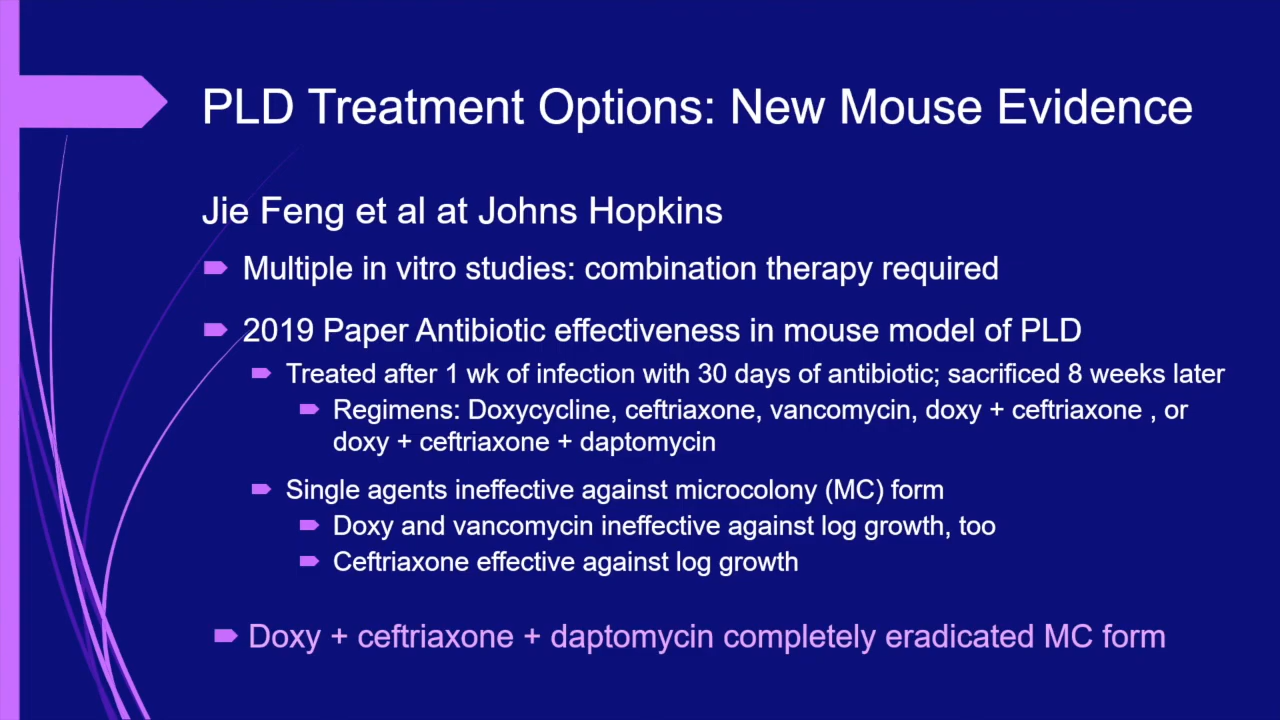 PLD Treatment Options: New Mouse Evidence
Jie Feng et al at Johns Hopkins
Multiple in vitro studies: combination therapy required
2019 Paper Antibiotic effectiveness in mouse model of PLD
Treated after 1 wk of infection with 30 days of antibiotic; sacrificed 8 weeks later
Regimens: Doxycycline, ceftriaxone, vancomycin, doxy + ceftriaxone , or
doxy + ceftriaxone + daptomycin
Single agents ineffective against microcolony (MC) form
Doxy and vancomycin ineffective against log growth, too
Ceftriaxone effective against log growth
Doxy + ceftriaxone + daptomycin completely eradicated MC form